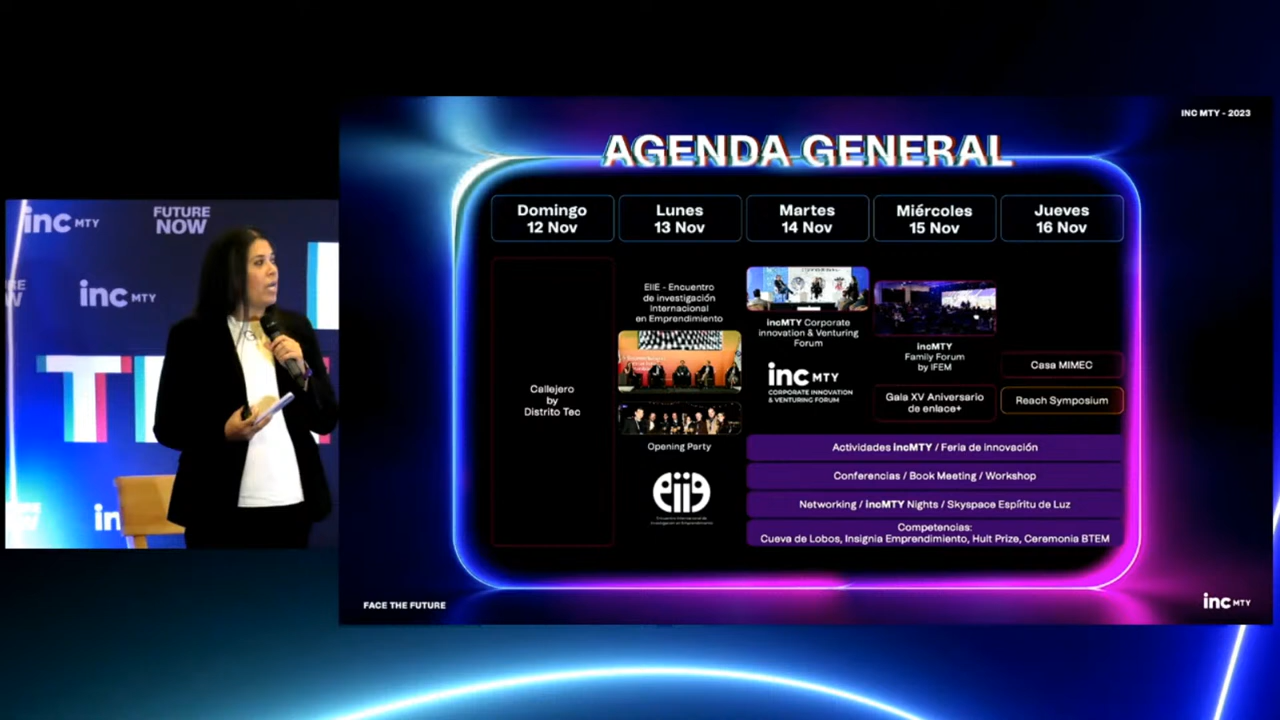 inc MTY
FUTURE
NOW
inc MTY
INC MTY - 2023
AGENDA GENERAL
Domingo
12 Nov
Lunes
13 Nov
Martes
14 Nov
Miércoles
15 Nov
Jueves
16 Nov
Callejero
by
Distrito Tec
EIIE - Encuentro
de investigación
Internacional
en Emprendimiento
Opening Party
eiie
incMTY Corporate
innovation & Venturing
Forum
inc MTY
CORPORATE INNOVATION
& VENTURING FORUM
incMTY
Family Forum
by IFEM
Gala XV Aniversario
de enlace+
Casa MIMEC
Reach Symposium
Actividades incMTY / Feria de innovación
Conferencias / Book Meeting / Workshop
Networking / incMTY Nights / Skyspace Espíritu de Luz
Competencias:
Cueva de Lobos, Insignia Emprendimiento, Hult Prize, Ceremonia BTEM
FACE THE FUTURE
inc MTY